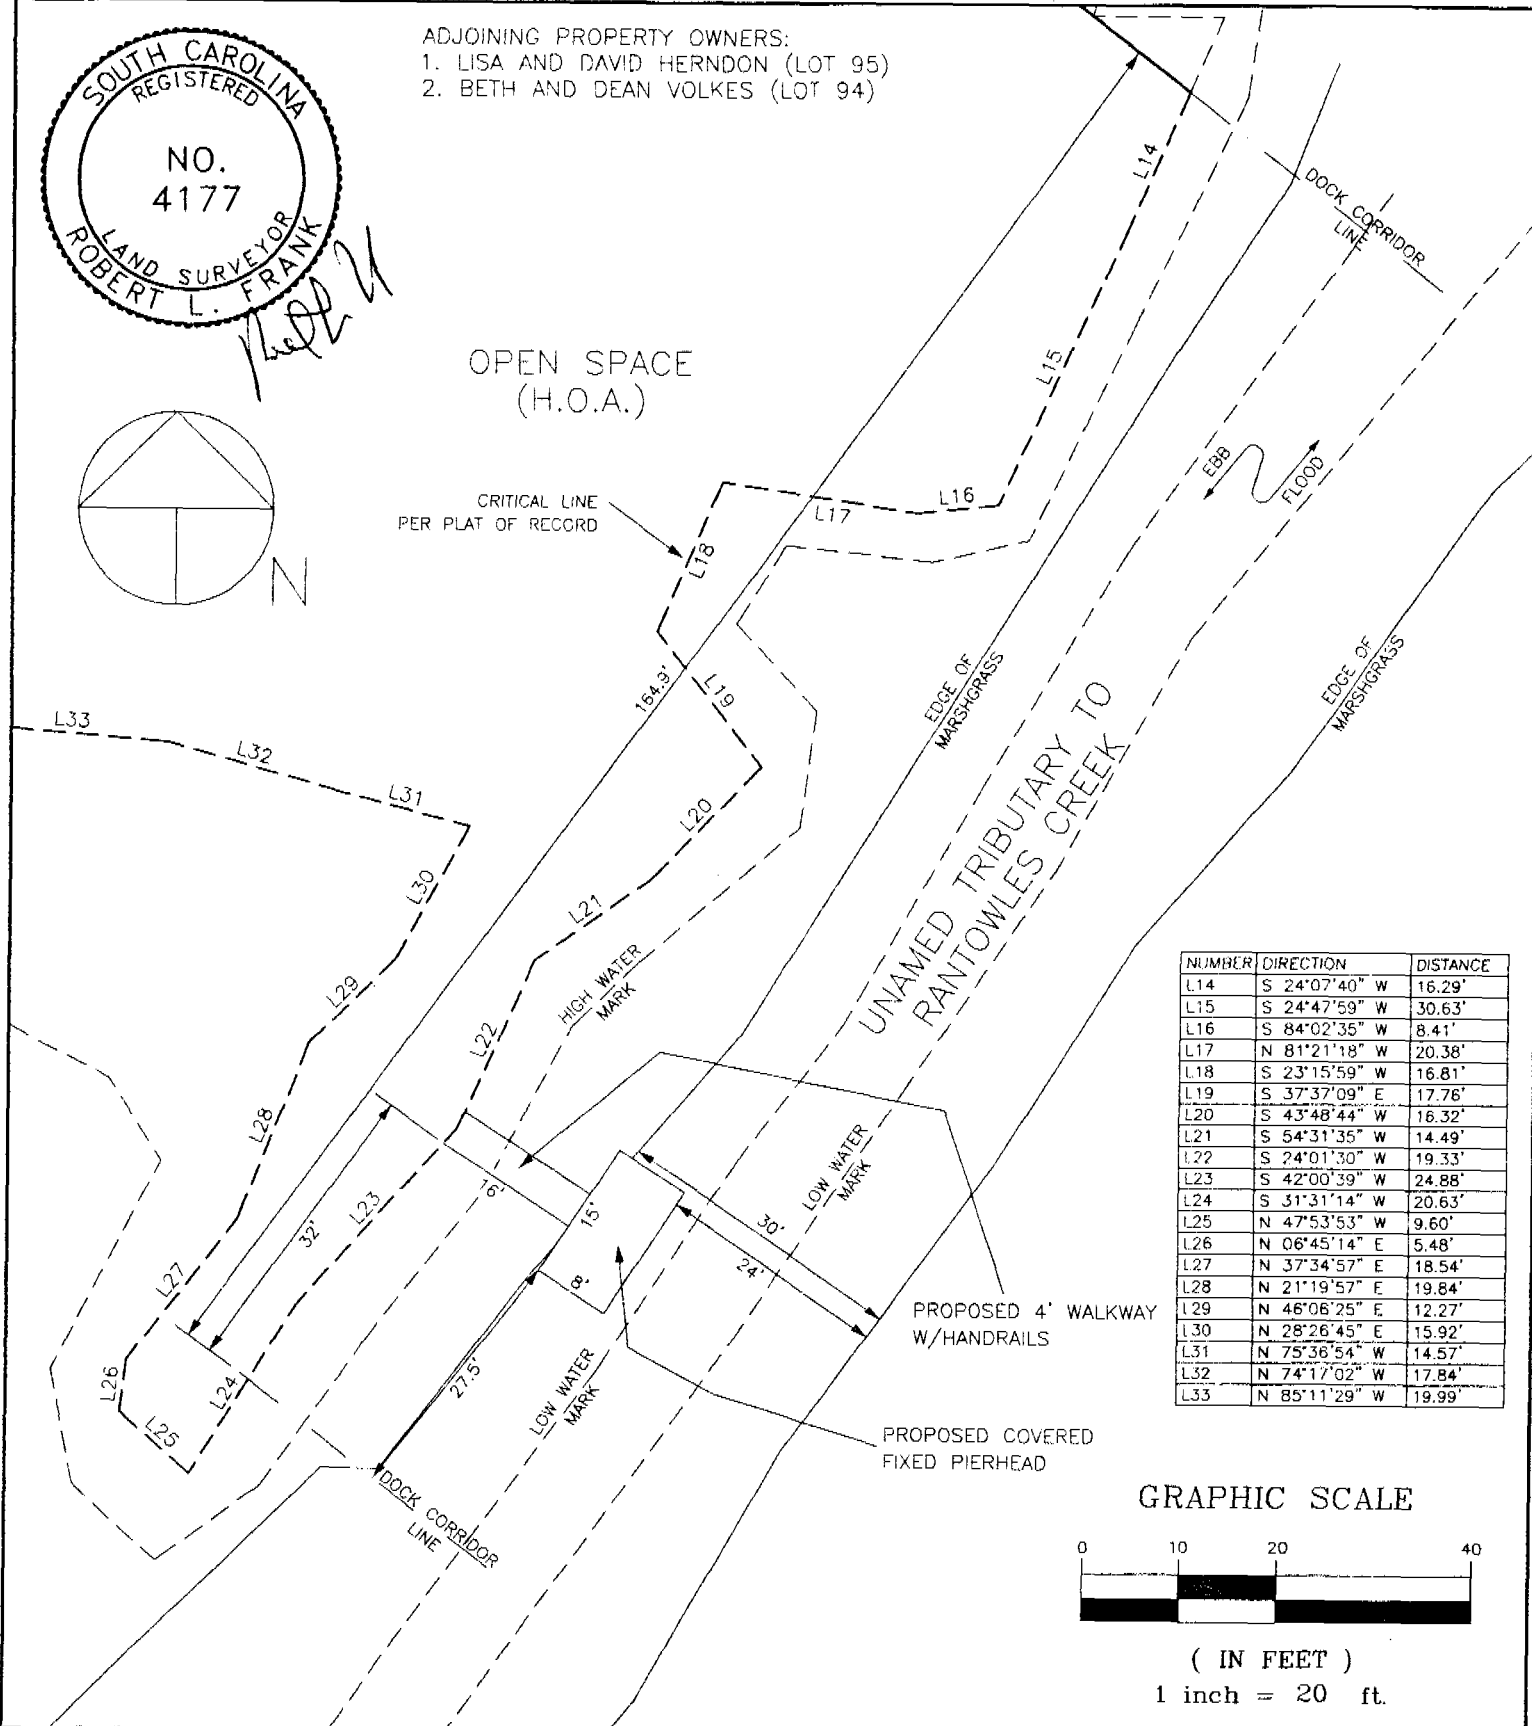 SOUTH CAROLINA
REGISTERED
NO.
4177
LAND SURVEYOR
ROBERT L. FRANK
ADJOINING PROPERTY OWNERS:
1. LISA AND DAVID HERNDON (LOT 95)
2. BETH AND DEAN VOLKES (LOT 94)
L14
DOCK CORRIDOR
LINE
OPEN SPACE
(H.O.A.)
L15
EBB
FLOOD
CRITICAL LINE
PER PLAT OF RECORD
L16
L17
L18
N
164.9'
L19
EDGE OF
MARSHGRASS
EDGE OF
MARSHGRASS
L33
L32
L31
L20
UNAMED TRIBUTARY TO
RANTOWLES CREEK
L30
L21
L29
HIGH WATER
MARK
L22
L28
LOW WATER
MARK
16'
15'
L23
32'
30'
24'
8'
L27
27.5'
L26
L24
L25
LOW WATER
MARK
PROPOSED 4' WALKWAY
W/HANDRAILS
PROPOSED COVERED
FIXED PIERHEAD
DOCK CORRIDOR
LINE
NUMBER DIRECTION DISTANCE
L14 S 24°07'40" W 16.29'
L15 S 24°47'59" W 30.63'
L16 S 84°02'35" W 8.41'
L17 N 81°21'18" W 20.38'
L18 S 23°15'59" W 16.81'
L19 S 37°37'09" E 17.76'
L20 S 43°48'44" W 16.32'
L21 S 54°31'35" W 14.49'
L22 S 24°01'30" W 19.33'
L23 S 42°00'39" W 24.88'
L24 S 31°31'14" W 20.63'
L25 N 47°53'53" W 9.60'
L26 N 06°45'14" E 5.48'
L27 N 37°34'57" E 18.54'
L28 N 21°19'57" E 19.84'
L29 N 46°06'25" E 12.27'
L30 N 28°26'45" E 15.92'
L31 N 75°36'54" W 14.57'
L32 N 74°17'02" W 17.84'
L33 N 85°11'29" W 19.99'
GRAPHIC SCALE
0 10 20 40
( IN FEET )
1 inch = 20 ft.